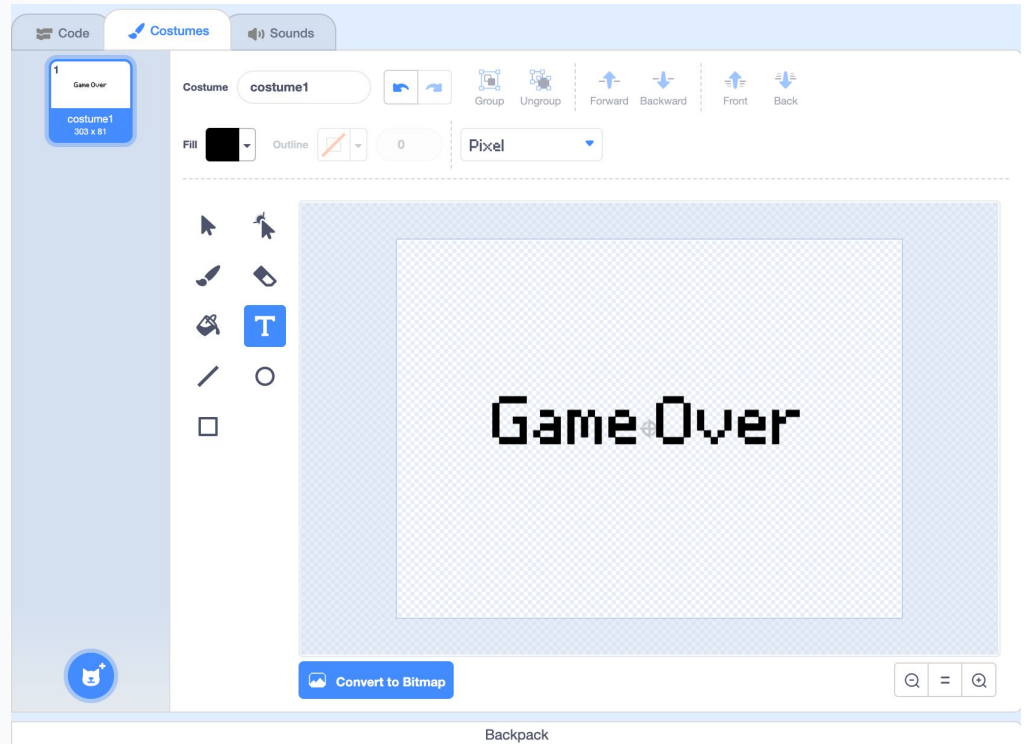 Code Costumes Sounds
1
Game Over
costume1
303 x 81
Costume costume1 Group Ungroup Forward Backward Front Back
Fill Outline 0 Pixel
T
Game Over
Convert to Bitmap
Backpack